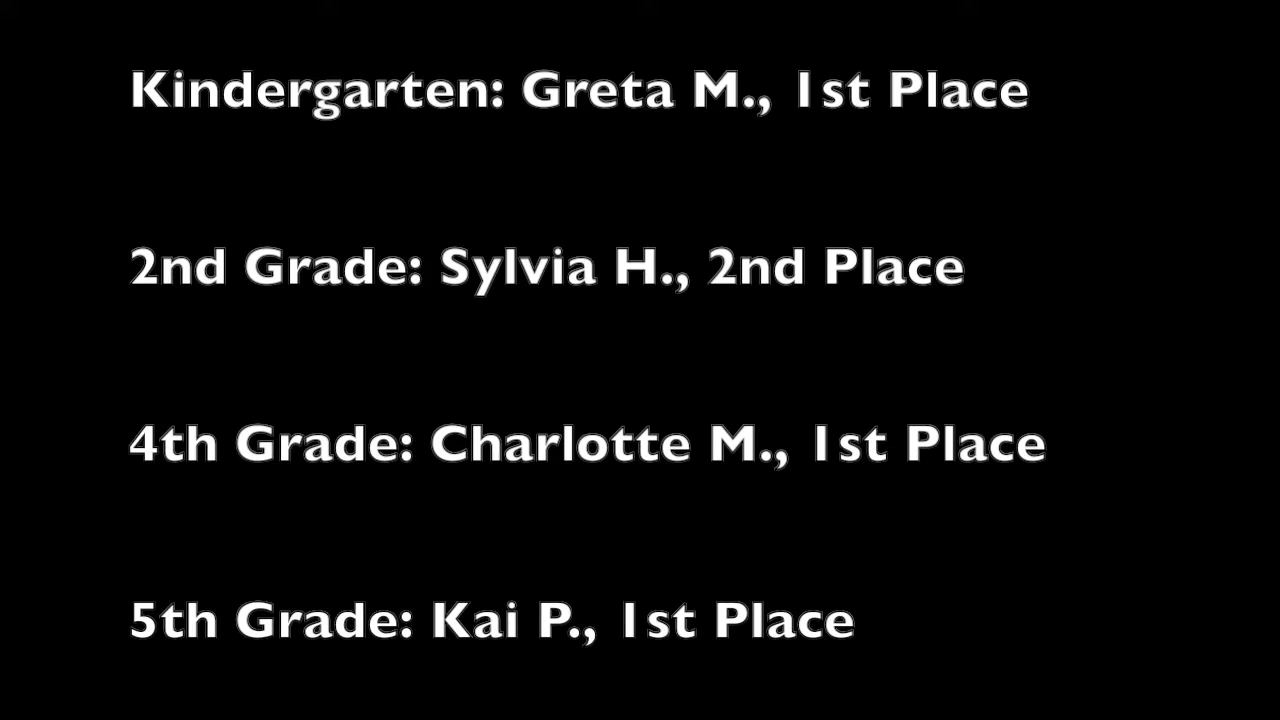 Kindergarten: Greta M., 1st Place
2nd Grade: Sylvia H., 2nd Place
4th Grade: Charlotte M., 1st Place
5th Grade: Kai P., 1st Place